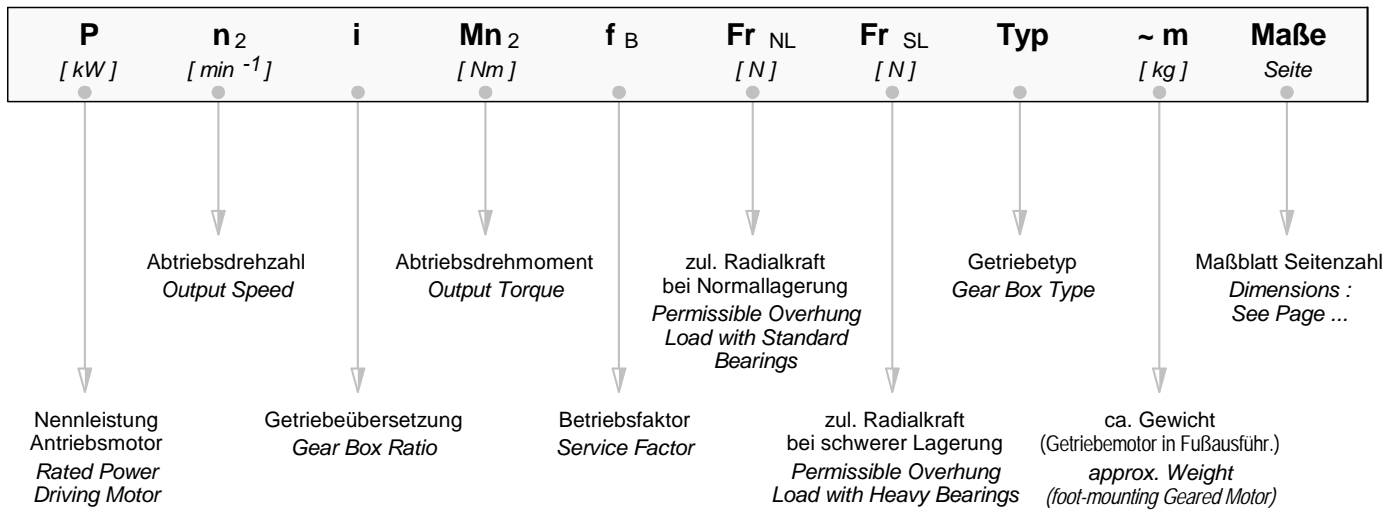 P n 2 i Mn 2 f B Fr NL Fr SL Typ ~ m Maße
[ kW ] [ min -1 ] [ Nm ] [ N ] [ N ] [ kg ] Seite
Abtriebsdrehzahl
Output Speed
Abtriebsdrehmoment
Output Torque
zul. Radialkraft
bei Normallagerung
Permissible Overhung
Load with Standard
Bearings
Getriebetyp
Gear Box Type
Maßblatt Seitenzahl
Dimensions :
See Page ...
Nennleistung
Antriebsmotor
Rated Power
Driving Motor
Getriebeübersetzung
Gear Box Ratio
Betriebsfaktor
Service Factor
zul. Radialkraft
bei schwerer Lagerung
Permissible Overhung
Load with Heavy Bearings
ca. Gewicht
(Getriebemotor in Fußausführ.)
approx. Weight
(foot-mounting Geared Motor)